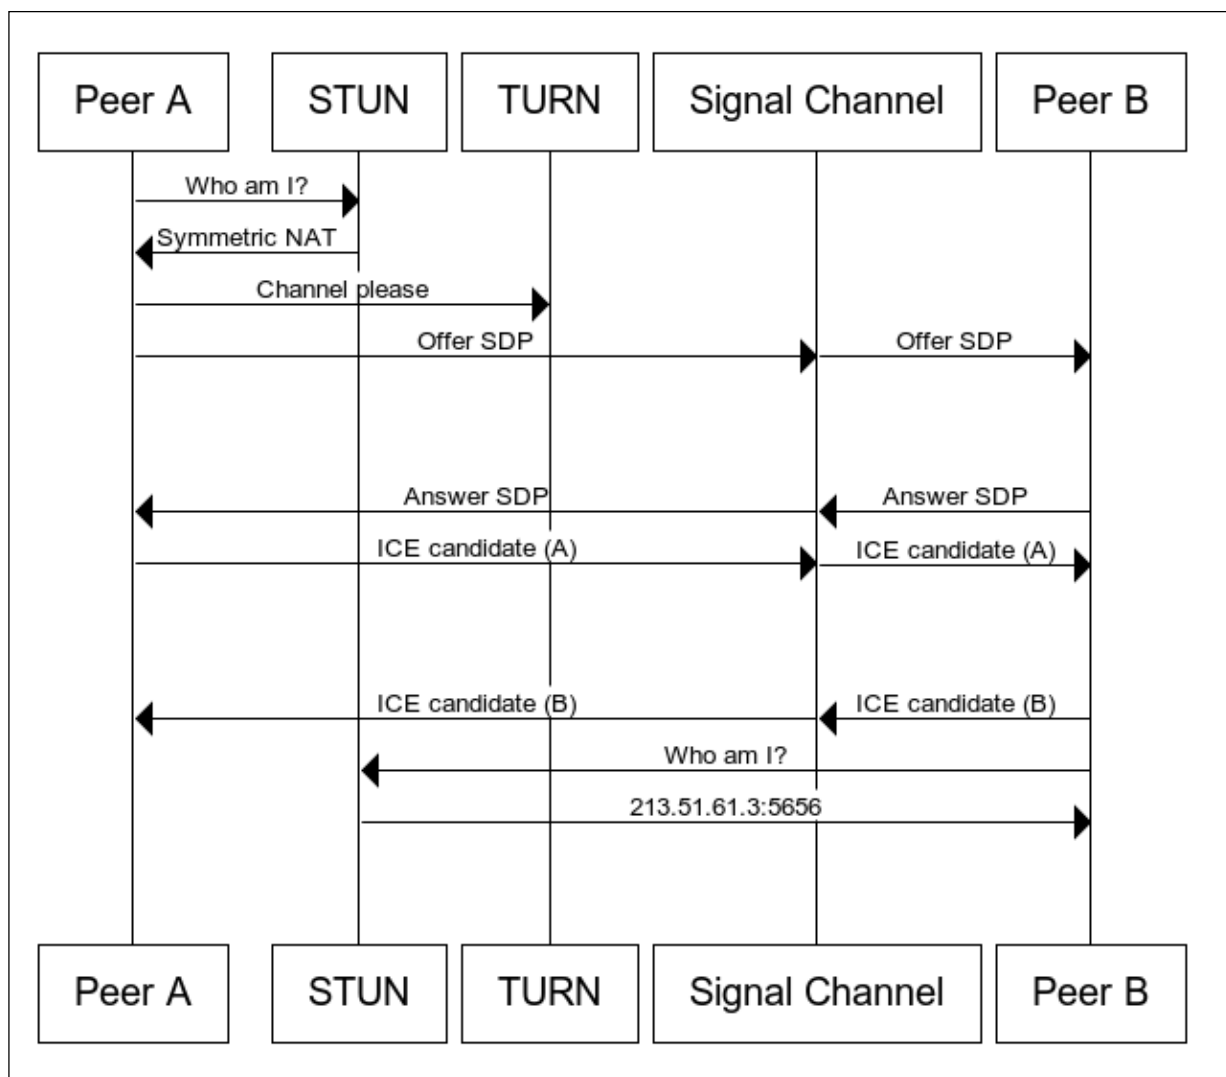 Peer A
STUN
TURN
Signal Channel
Peer B
Who am I?
Symmetric NAT
Channel please
Offer SDP
Offer SDP
Answer SDP
Answer SDP
ICE candidate (A)
ICE candidate (A)
ICE candidate (B)
ICE candidate (B)
Who am I?
213.51.61.3:5656
Peer A
STUN
TURN
Signal Channel
Peer B